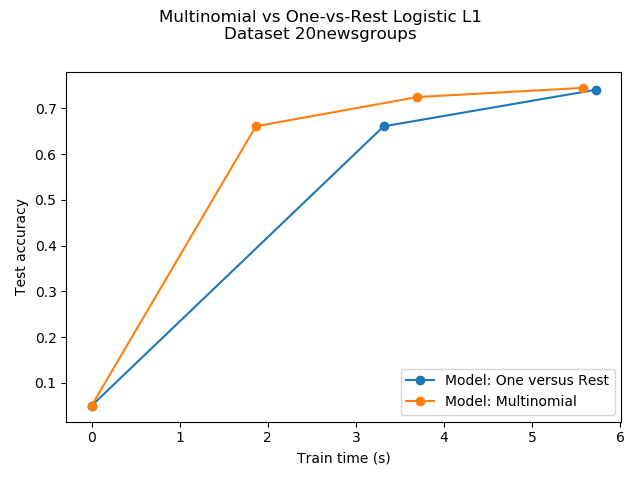 Multinomial vs One-vs-Rest Logistic L1
Dataset 20newsgroups
0.7
0.6
0.5
0.4
0.3
0.2
0.1
Test accuracy
Model: One versus Rest
Model: Multinomial
0 1 2 3 4 5 6
Train time (s)